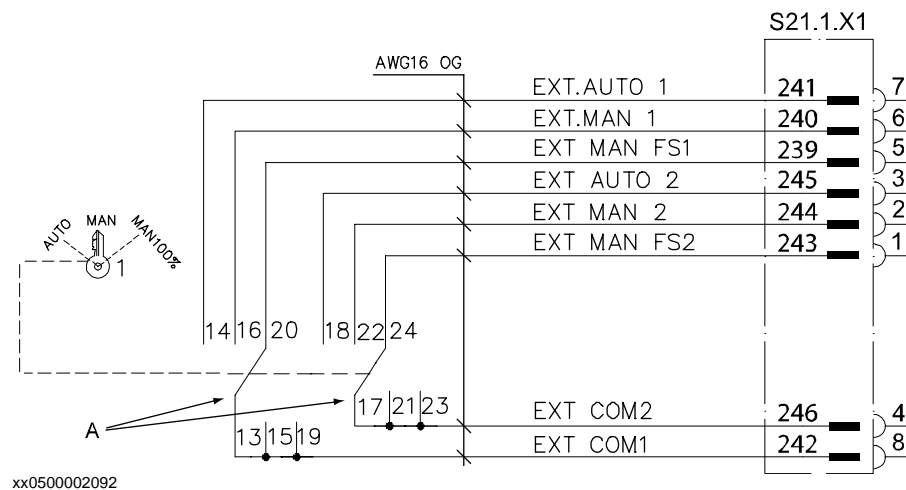 S21.1.X1
AWG16 OG
EXT.AUTO 1 241 7
EXT.MAN 1 240 6
EXT MAN FS1 239 5
EXT AUTO 2 245 3
EXT MAN 2 244 2
EXT MAN FS2 243 1
AUTO MAN MAN100%
1
14 16 20 18 22 24
A
17 21 23 EXT COM2 246 4
13 15 19 EXT COM1 242 8
xx0500002092